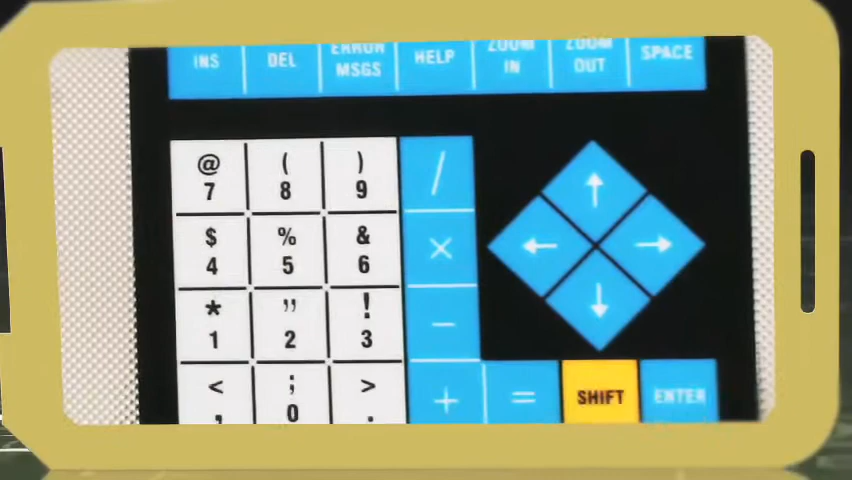 INS DEL ERROR MSGS HELP ZOOM IN ZOOM OUT SPACE
@ ( ) /
7 8 9
$ % & ×
4 5 6
* " ! −
1 2 3
< ; > + = SHIFT ENTER
, 0 .